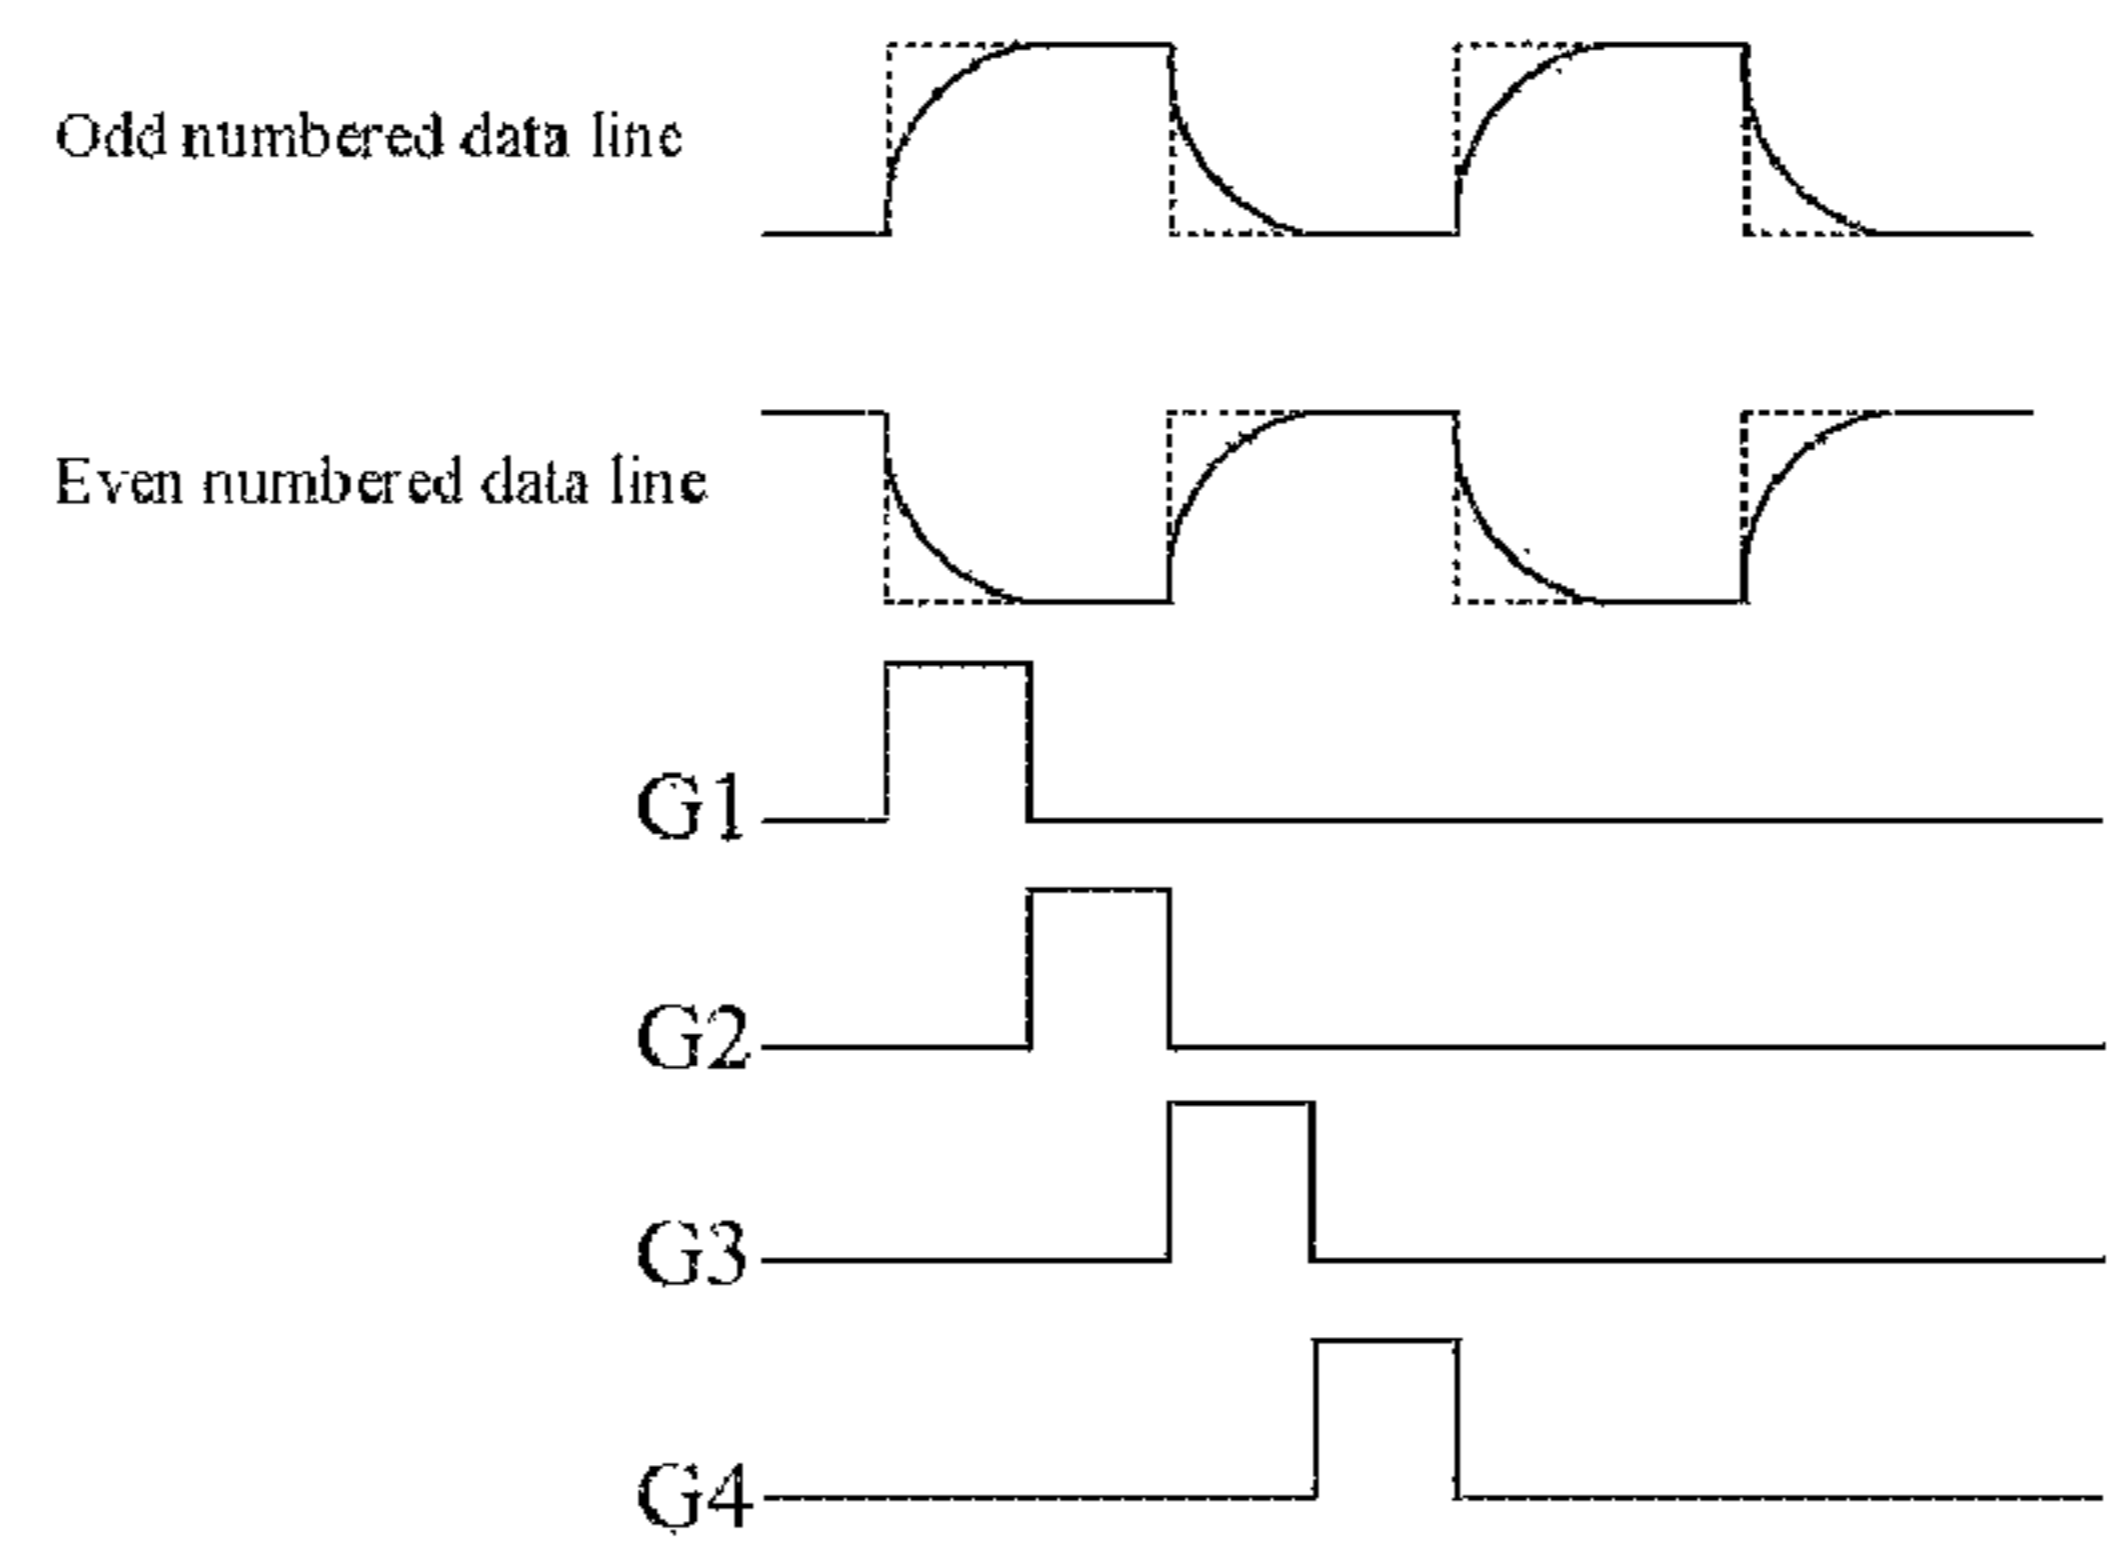 Odd numbered data line
Even numbered data line
G1
G2
G3
G4